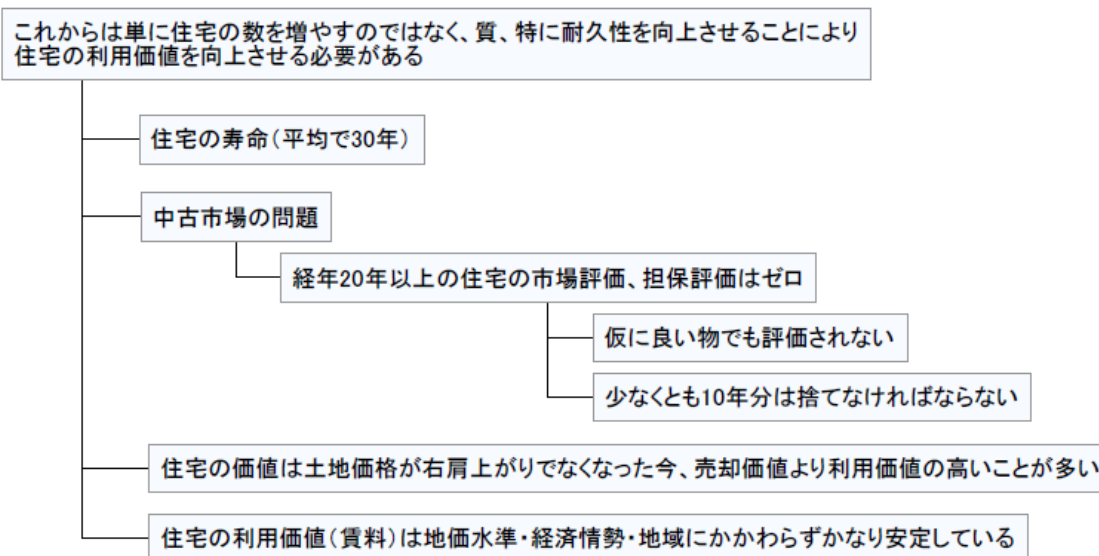 これからは単に住宅の数を増やすのではなく、質、特に耐久性を向上させることにより
住宅の利用価値を向上させる必要がある
住宅の寿命(平均で30年)
中古市場の問題
経年20年以上の住宅の市場評価、担保評価はゼロ
仮に良い物でも評価されない
少なくとも10年分は捨てなければならない
住宅の価値は土地価格が右肩上がりでなくなった今、売却価値より利用価値の高いことが多い
住宅の利用価値(賃料)は地価水準・経済情勢・地域にかかわらずかなり安定している